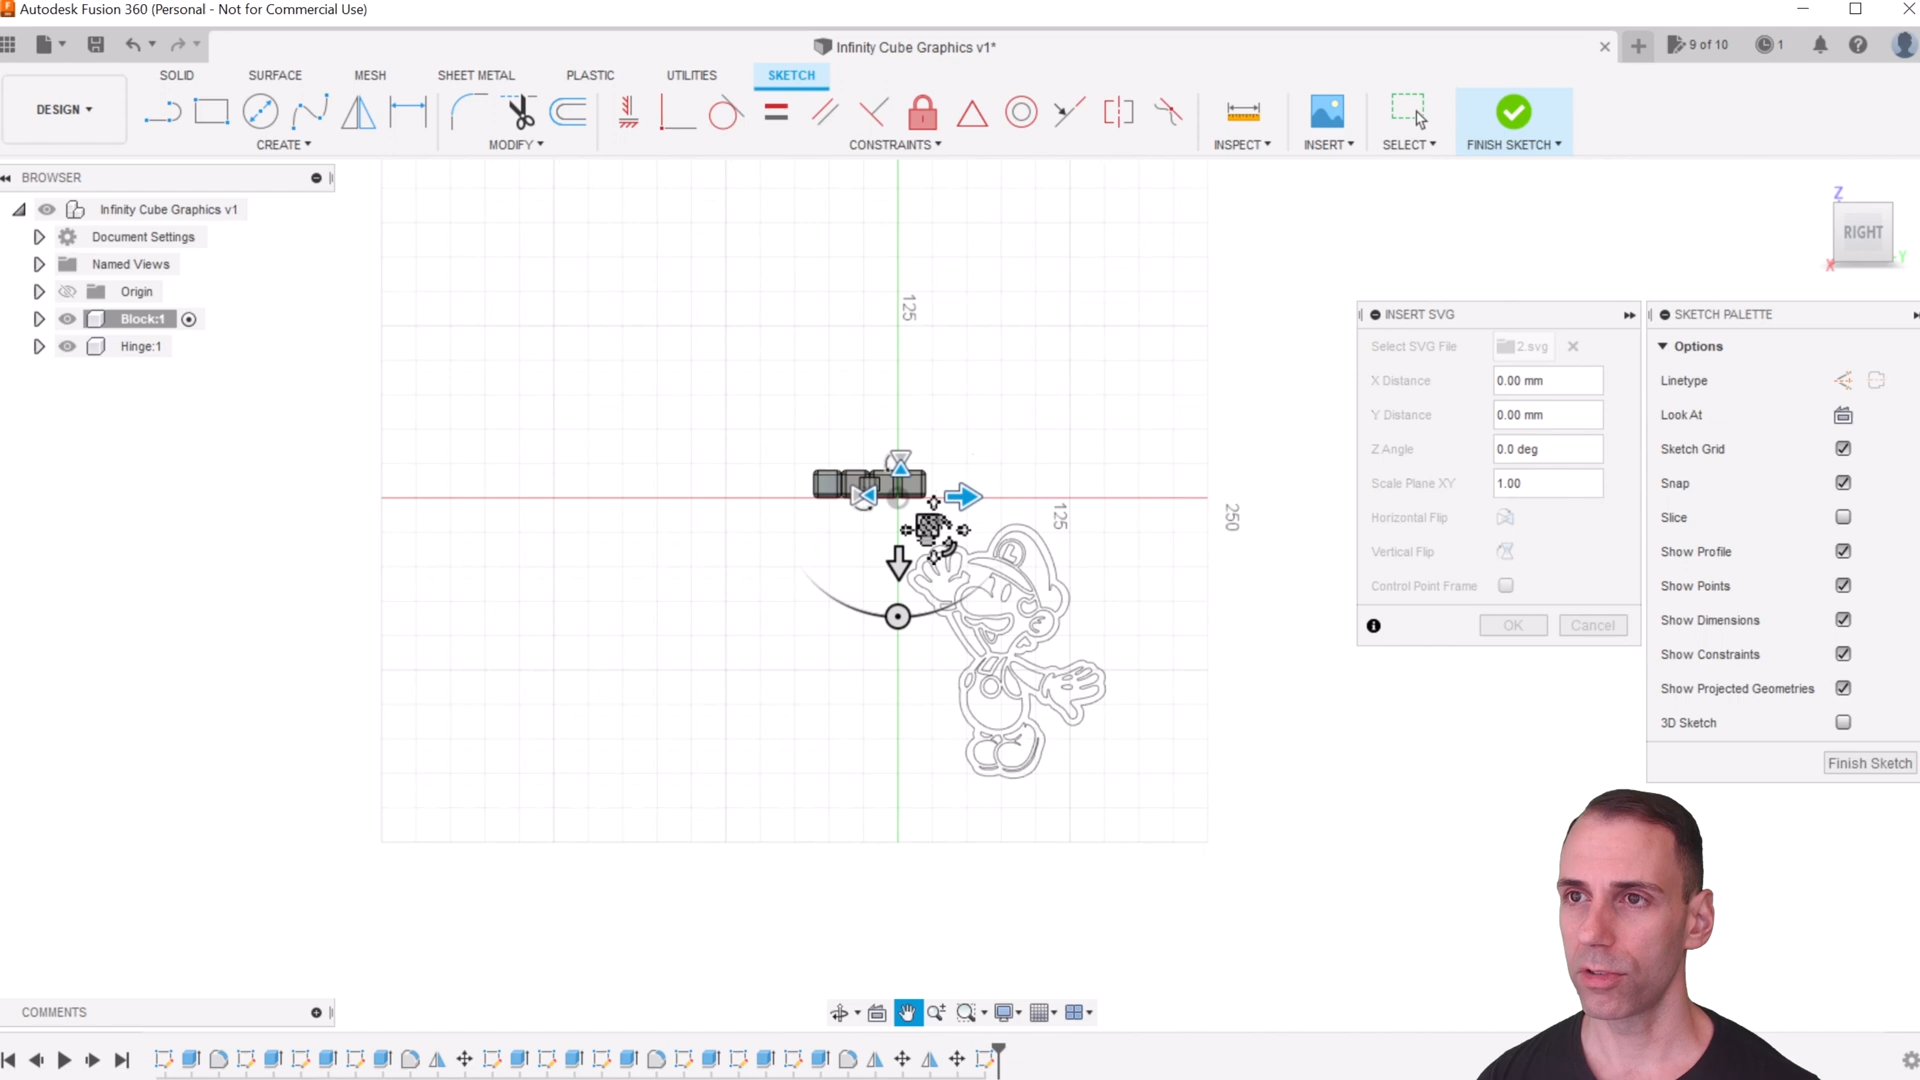 Autodesk Fusion 360 (Personal - Not for Commercial Use)
Infinity Cube Graphics v1*
9 of 10
1
DESIGN
SOLID
SURFACE
MESH
SHEET METAL
PLASTIC
UTILITIES
SKETCH
CREATE
MODIFY
CONSTRAINTS
INSPECT
INSERT
SELECT
FINISH SKETCH
BROWSER
Infinity Cube Graphics v1
Document Settings
Named Views
Origin
Block:1
Hinge:1
125
125
250
L
Z
RIGHT
X
Y
INSERT SVG
Select SVG File
2.svg
X Distance
0.00 mm
Y Distance
0.00 mm
Z Angle
0.0 deg
Scale Plane XY
1.00
Horizontal Flip
Vertical Flip
Control Point Frame
OK
Cancel
SKETCH PALETTE
Options
Linetype
Look At
Sketch Grid
Snap
Slice
Show Profile
Show Points
Show Dimensions
Show Constraints
Show Projected Geometries
3D Sketch
Finish Sketch
COMMENTS